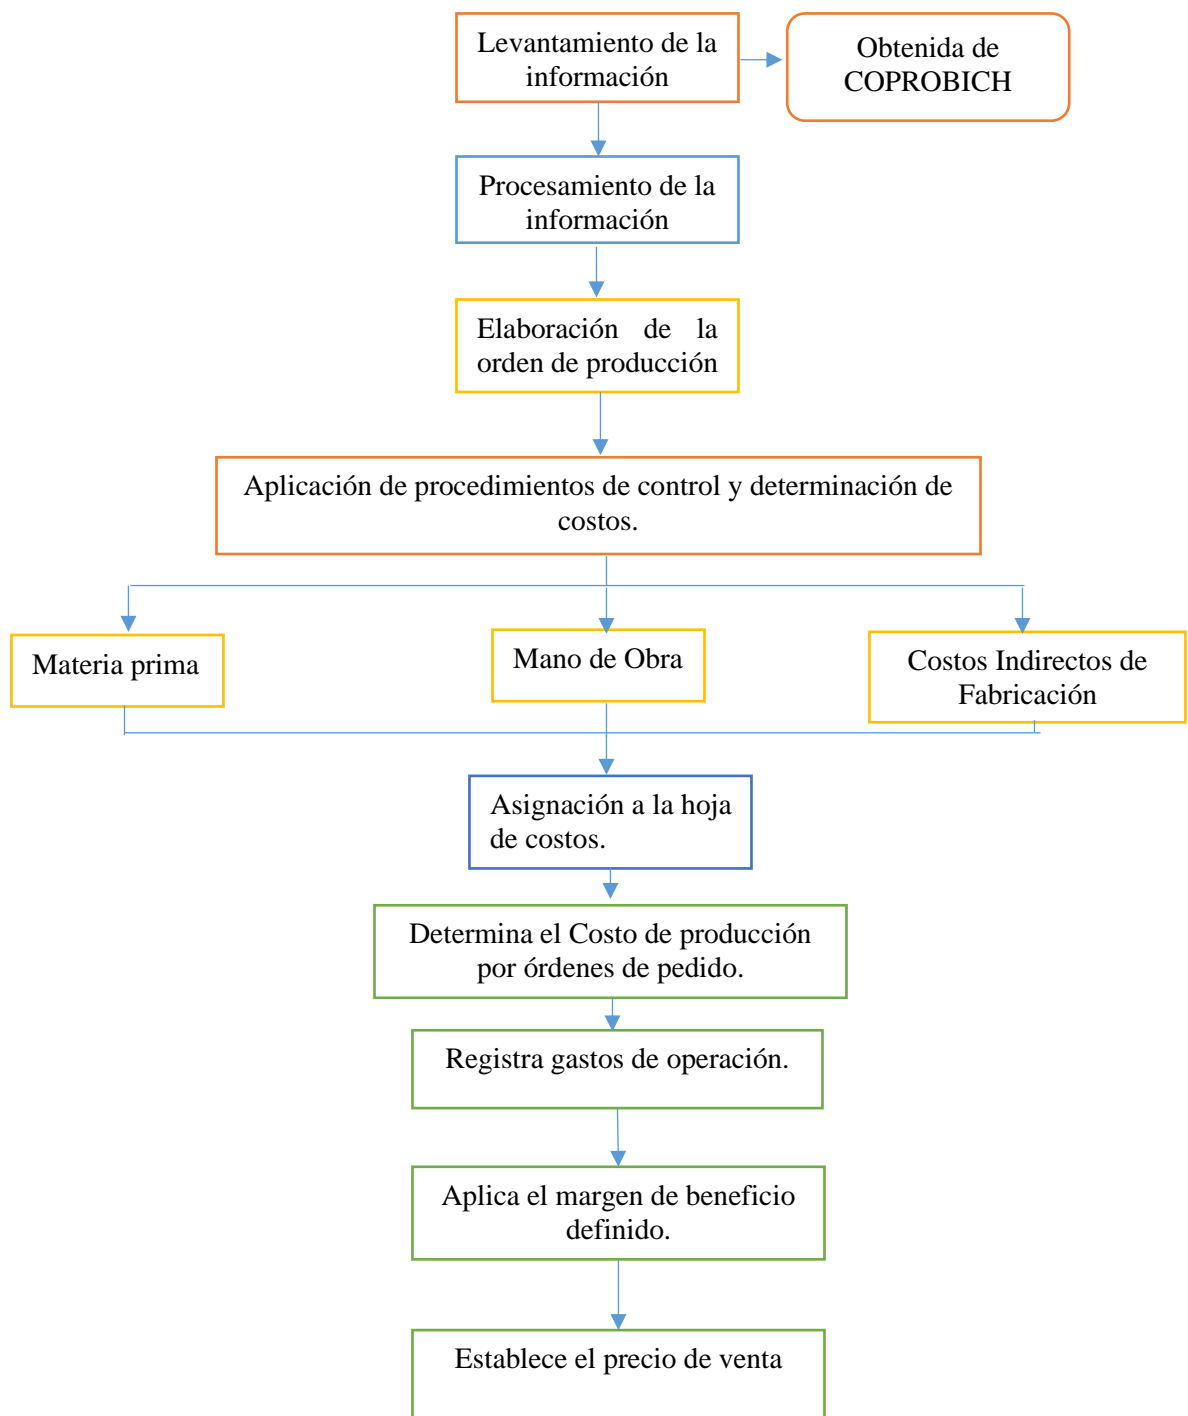 Levantamiento de la
información
Obtenida de
COPROBICH
Procesamiento de la
información
Elaboración de la
orden de producción
Aplicación de procedimientos de control y determinación de
costos.
Materia prima
Mano de Obra
Costos Indirectos de
Fabricación
Asignación a la hoja
de costos.
Determina el Costo de producción
por órdenes de pedido.
Registra gastos de operación.
Aplica el margen de beneficio
definido.
Establece el precio de venta